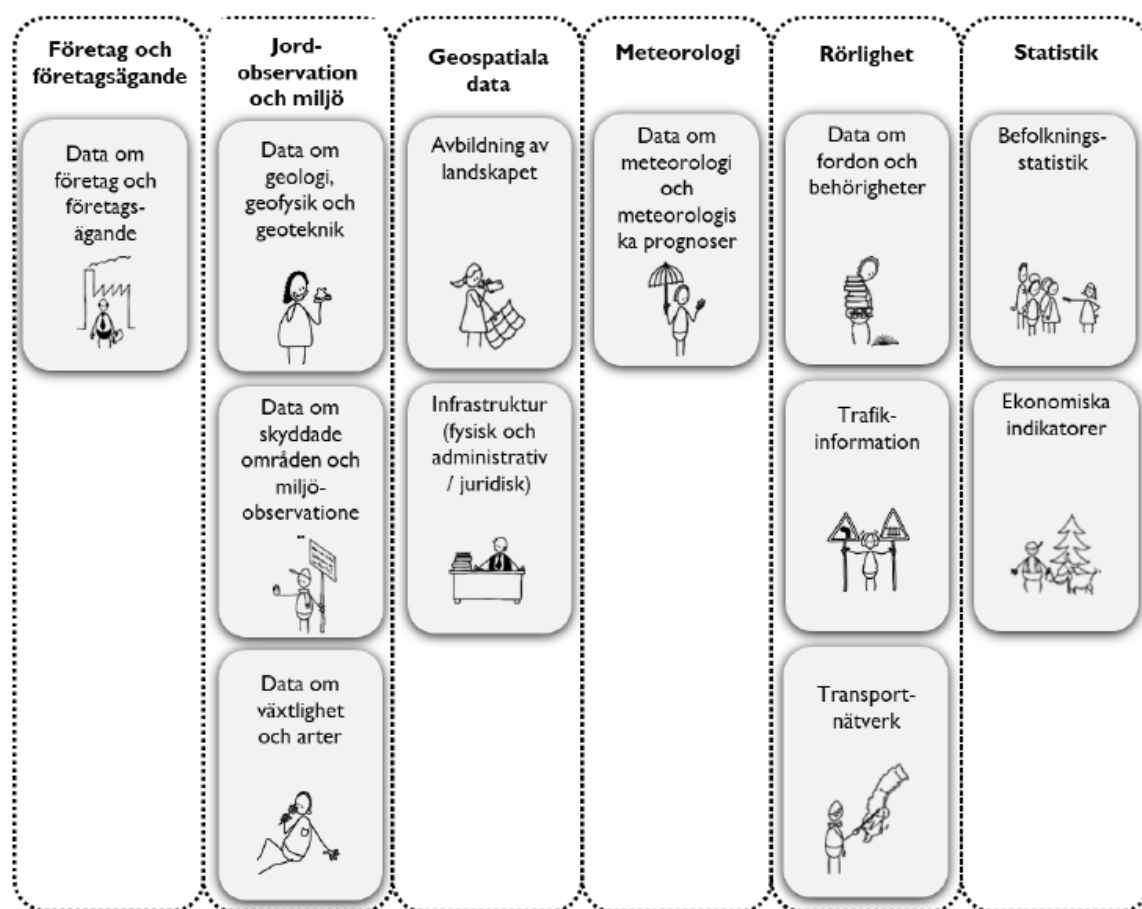 Företag och
företagsägande
Data om
företag och
företags-
ägande
Jord-
observation
och miljö
Data om
geologi,
geofysik och
geoteknik
Data om
skyddade
områden och
miljö-
observatione
Data om
växtlighet
och arter
Geospatiala
data
Avbildning av
landskapet
Infrastruktur
(fysisk och
administrativ
/ juridisk)
Meteorologi
Data om
meteorologi
och
meteorologis
ka prognoser
Rörlighet
Data om
fordon och
behörigheter
Trafik-
information
Transport-
nätverk
Statistik
Befolknings-
statistik
Ekonomiska
indikatorer